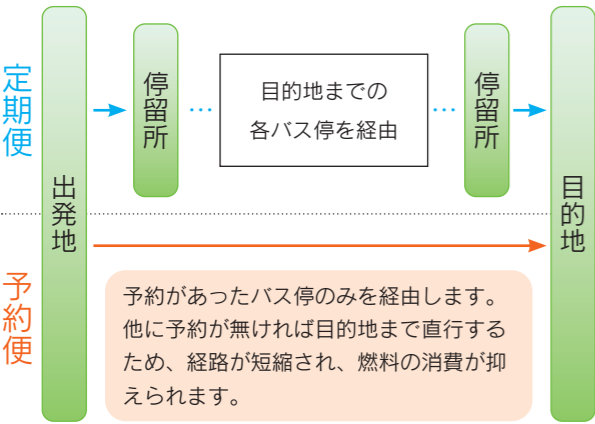 定期便
出発地
停留所
…
目的地までの
各バス停を経由
…
停留所
目的地
予約便
予約があったバス停のみを経由します。
他に予約が無ければ目的地まで直行する
ため、経路が短縮され、燃料の消費が抑
えられます。